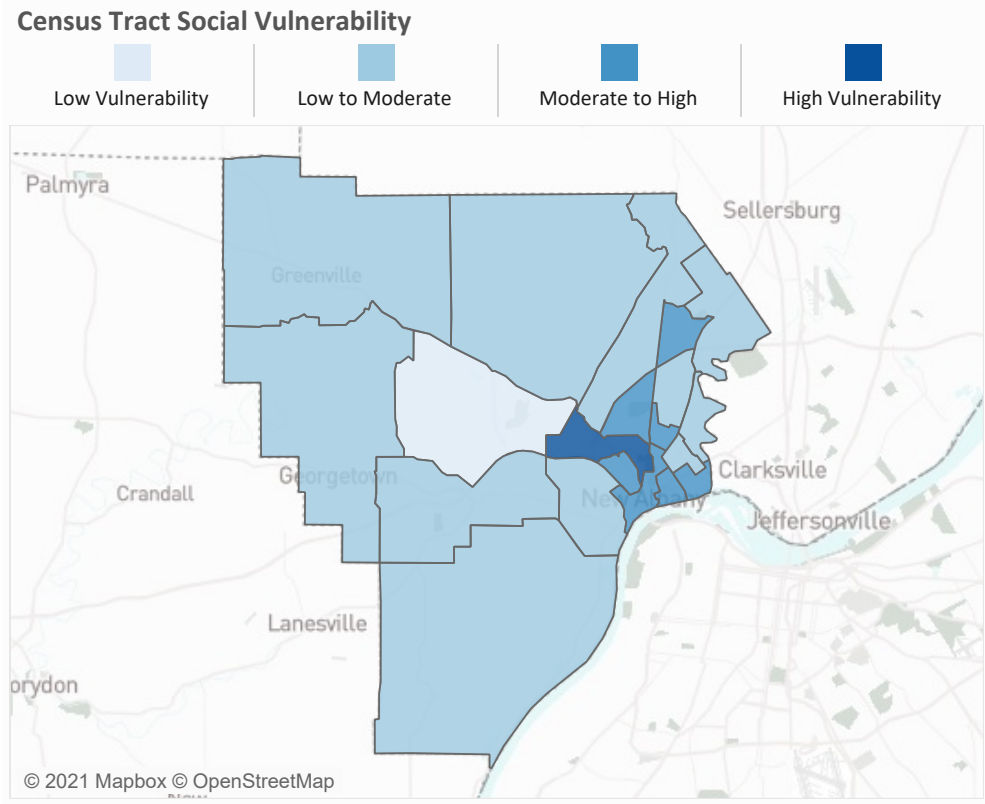 Census Tract Social Vulnerability
Low Vulnerability
Low to Moderate
Moderate to High
High Vulnerability
Palmyra
Sellersburg
Greenville
Georgetown
Clarksville
Crandall
New Albany
Jeffersonville
Lanesville
orydon
© 2021 Mapbox © OpenStreetMap